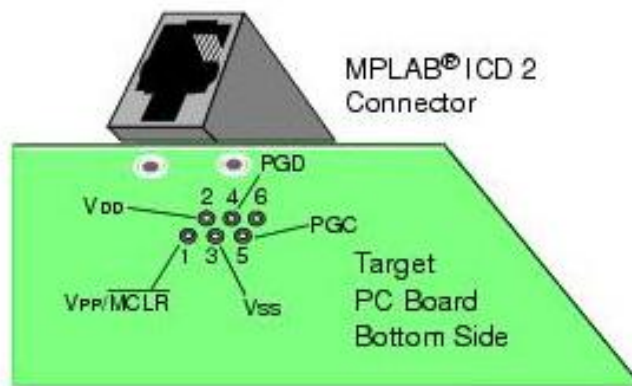 MPLAB® ICD 2
Connector
PGD
2 4 6
VDD
PGC
1 3 5
VPP/MCLR
VSS
Target
PC Board
Bottom Side